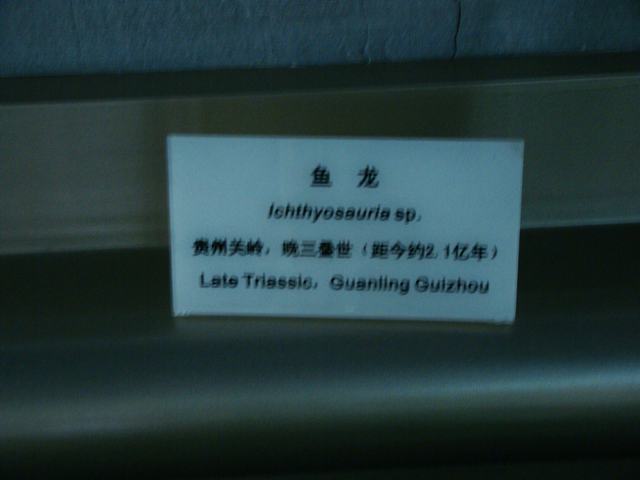 鱼 龙
Ichthyosauria sp.
贵州关岭，晚三叠世（距今约2.1亿年）
Late Triassic, Guanling Guizhou